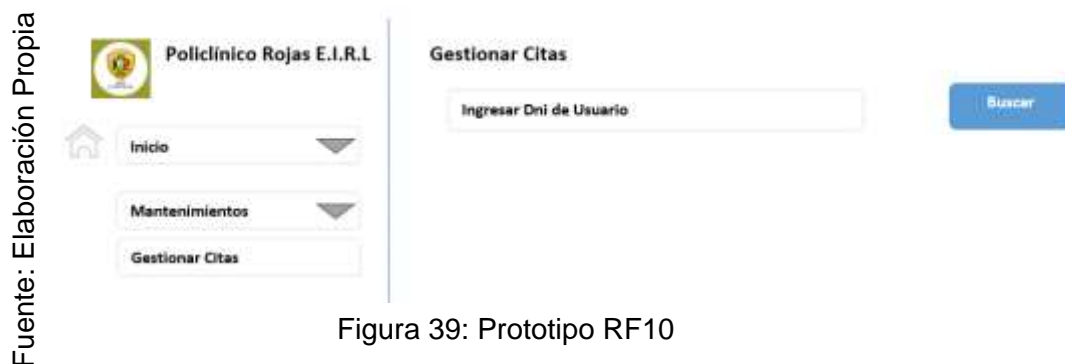 Fuente: Elaboración Propia
Policlínico Rojas E.I.R.L
Inicio
Mantenimientos
Gestionar Citas
Gestionar Citas
Ingresar Dni de Usuario
Buscar
Figura 39: Prototipo RF10